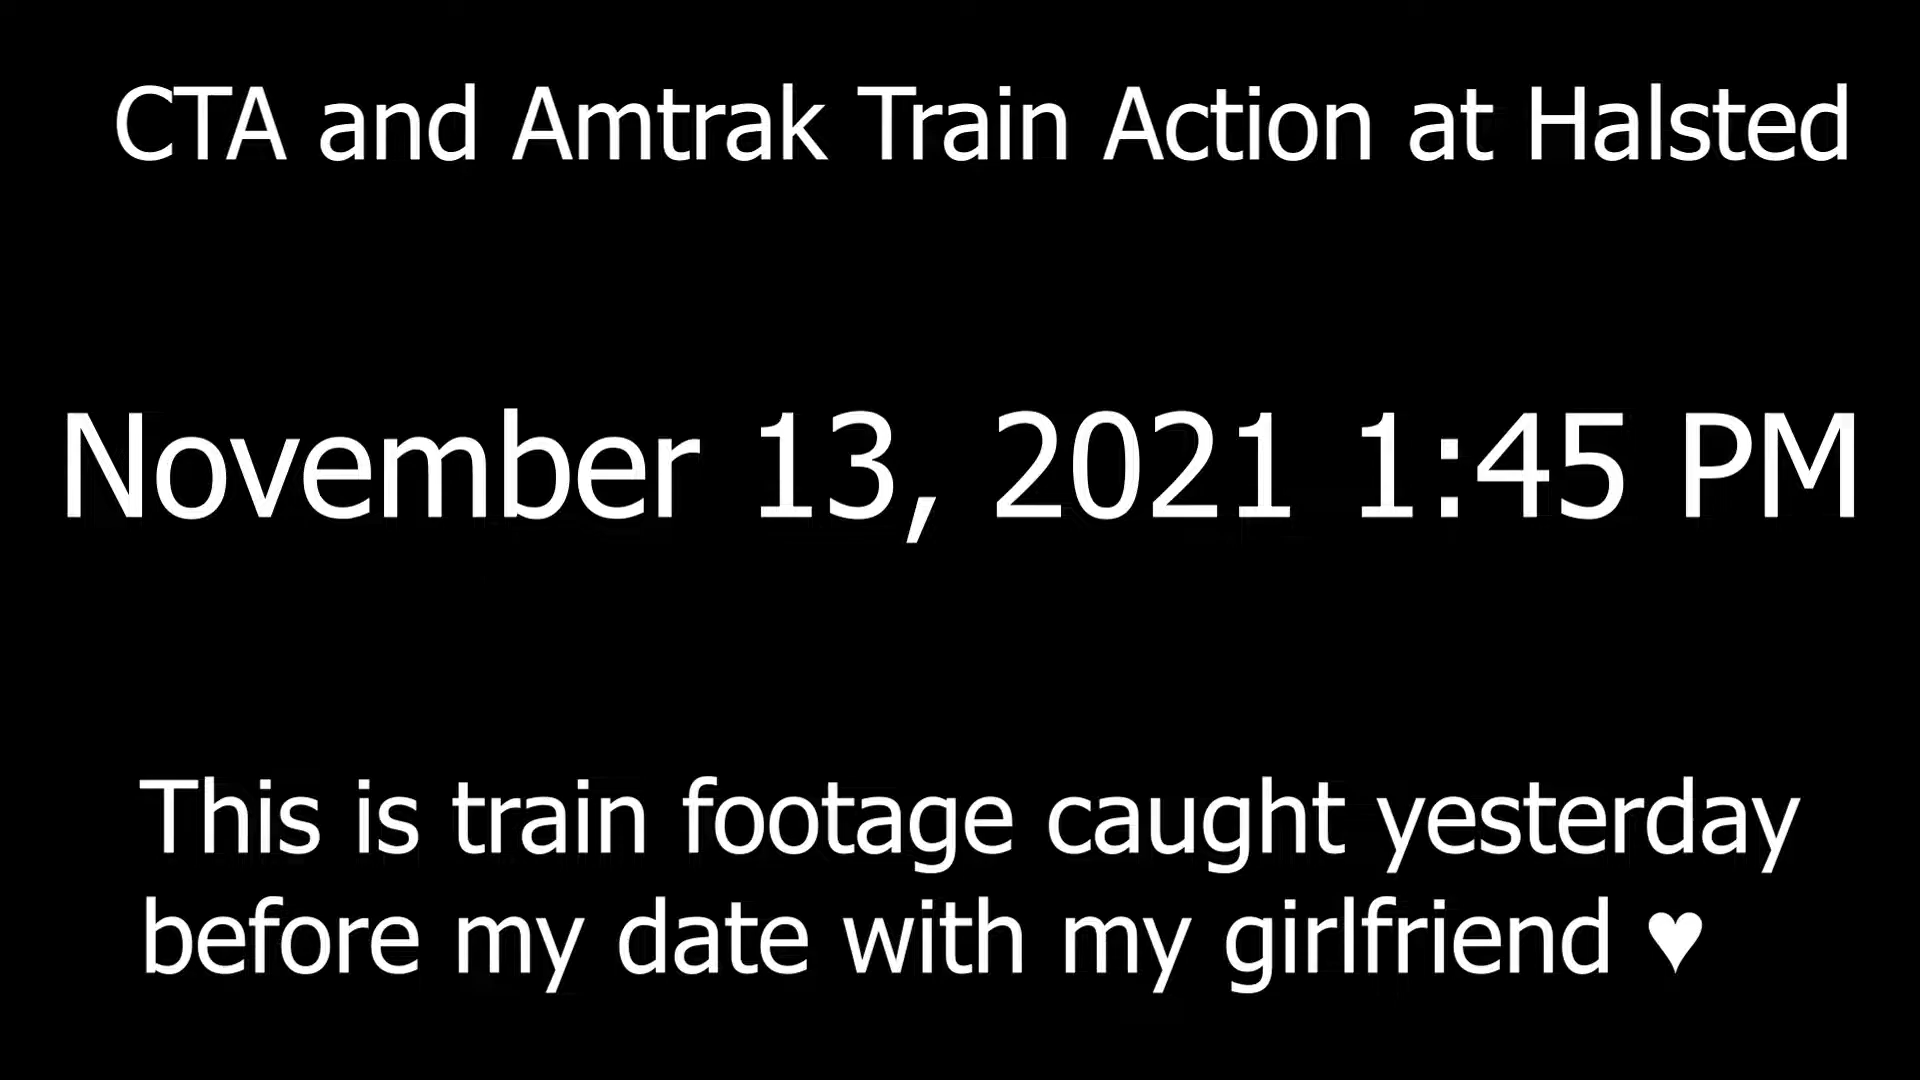 CTA and Amtrak Train Action at Halsted
November 13, 2021 1:45 PM
This is train footage caught yesterday
before my date with my girlfriend ♥